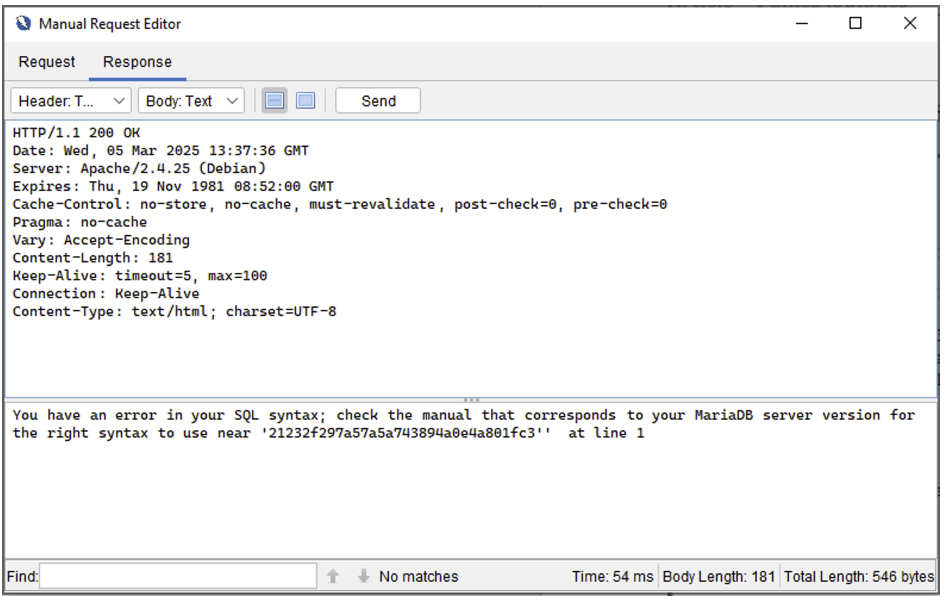 Manual Request Editor
Request Response
Header: T... Body: Text Send
HTTP/1.1 200 OK
Date: Wed, 05 Mar 2025 13:37:36 GMT
Server: Apache/2.4.25 (Debian)
Expires: Thu, 19 Nov 1981 08:52:00 GMT
Cache-Control: no-store, no-cache, must-revalidate, post-check=0, pre-check=0
Pragma: no-cache
Vary: Accept-Encoding
Content-Length: 181
Keep-Alive: timeout=5, max=100
Connection: Keep-Alive
Content-Type: text/html; charset=UTF-8
You have an error in your SQL syntax; check the manual that corresponds to your MariaDB server version for
the right syntax to use near '21232f297a57a5a743894a0e4a801fc3'' at line 1
Find: No matches Time: 54 ms Body Length: 181 Total Length: 546 bytes